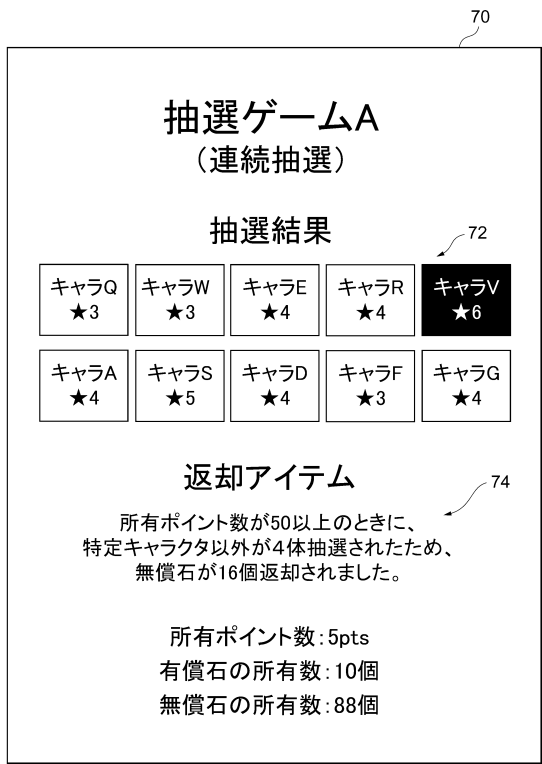 70
抽選ゲームA
（連続抽選）
抽選結果
72
キャラQ キャラW キャラE キャラR キャラV
★3 ★3 ★4 ★4 ★6
キャラA キャラS キャラD キャラF キャラG
★4 ★5 ★4 ★3 ★4
返却アイテム
74
所有ポイント数が50以上のときに、
特定キャラクタ以外が４体抽選されたため、
無償石が16個返却されました。
所有ポイント数：5pts
有償石の所有数：10個
無償石の所有数：88個